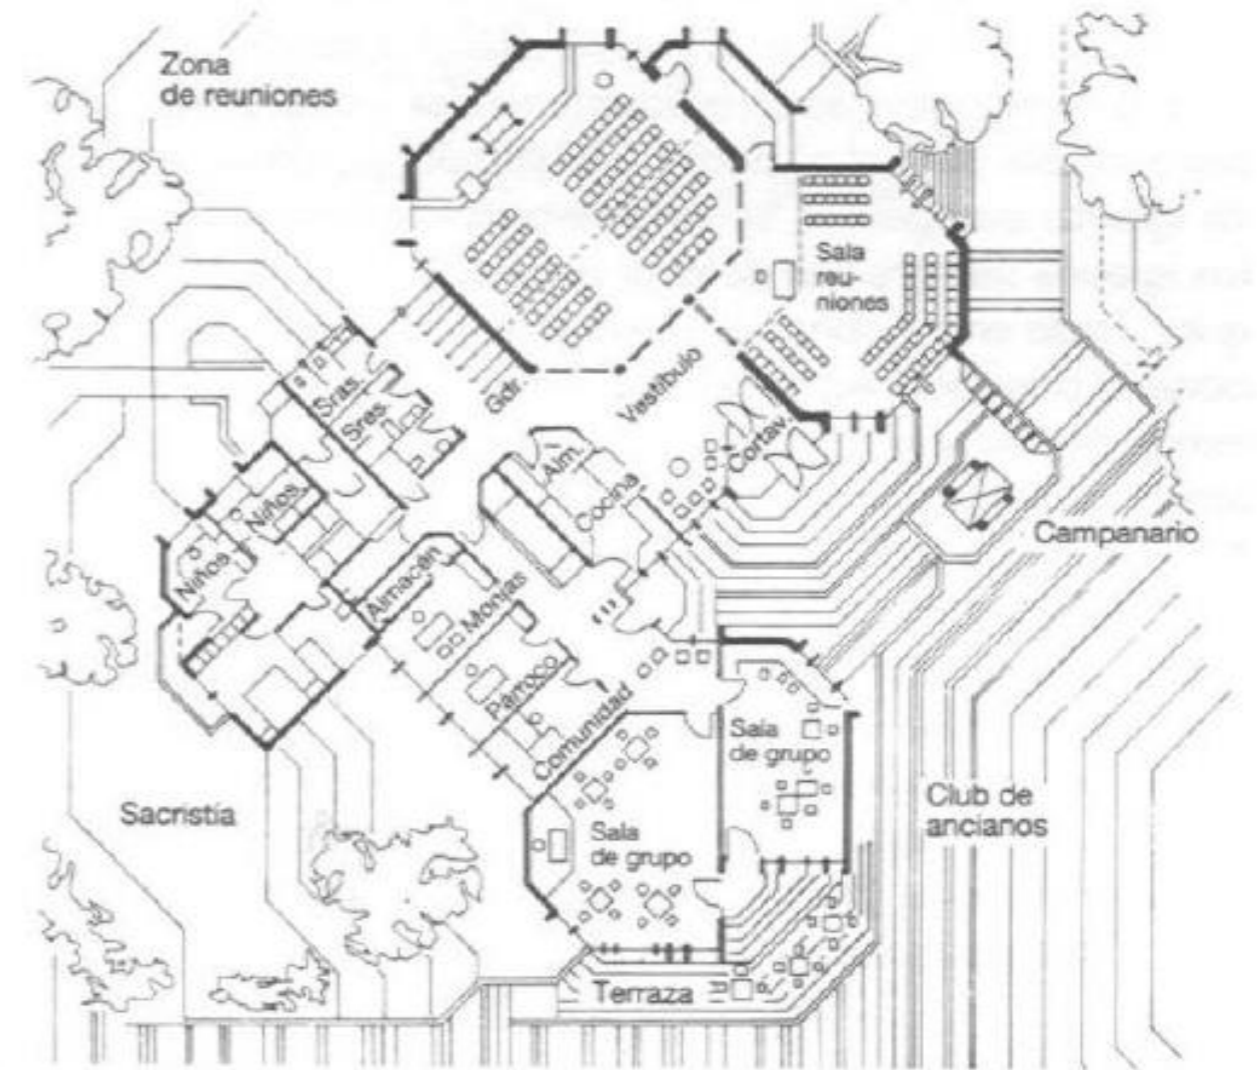 Zona
de reuniones
Sala
reu-
niones
Vestíbulo
Gdr.
Sras.
Sres.
Cortav.
Alm.
Cocina
Niños
Niños
Almacén
Monjas
Párroco
Comunidad
Campanario
Sala
de grupo
Sala
de grupo
Club de
ancianos
Sacristía
Terraza